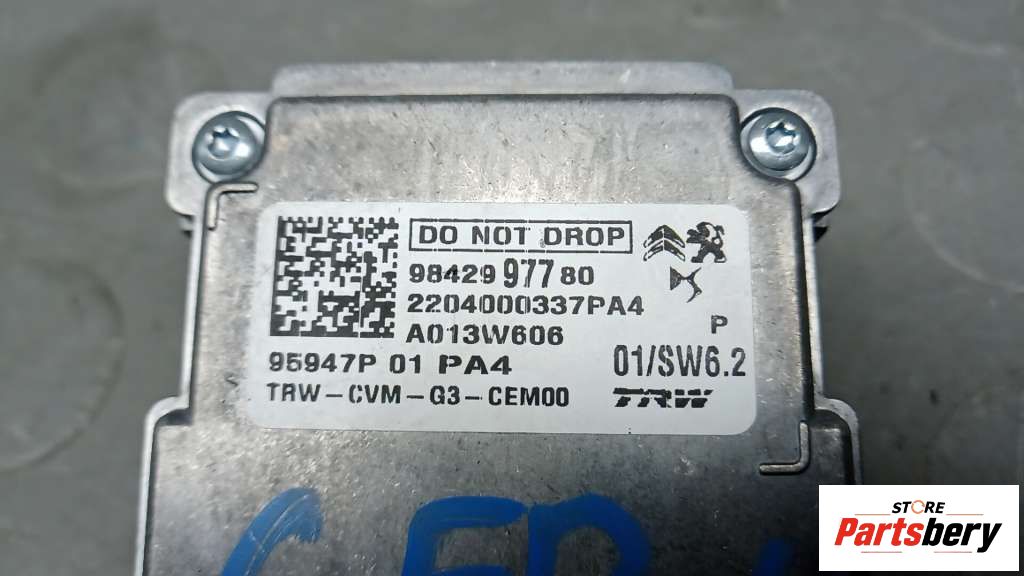 DO NOT DROP
98429 977 80
2204000337PA4
P
A013W606
95947P 01 PA4
01/SW6.2
TRW-CVM-G3-CEM00
TRW
STORE
Partsbery